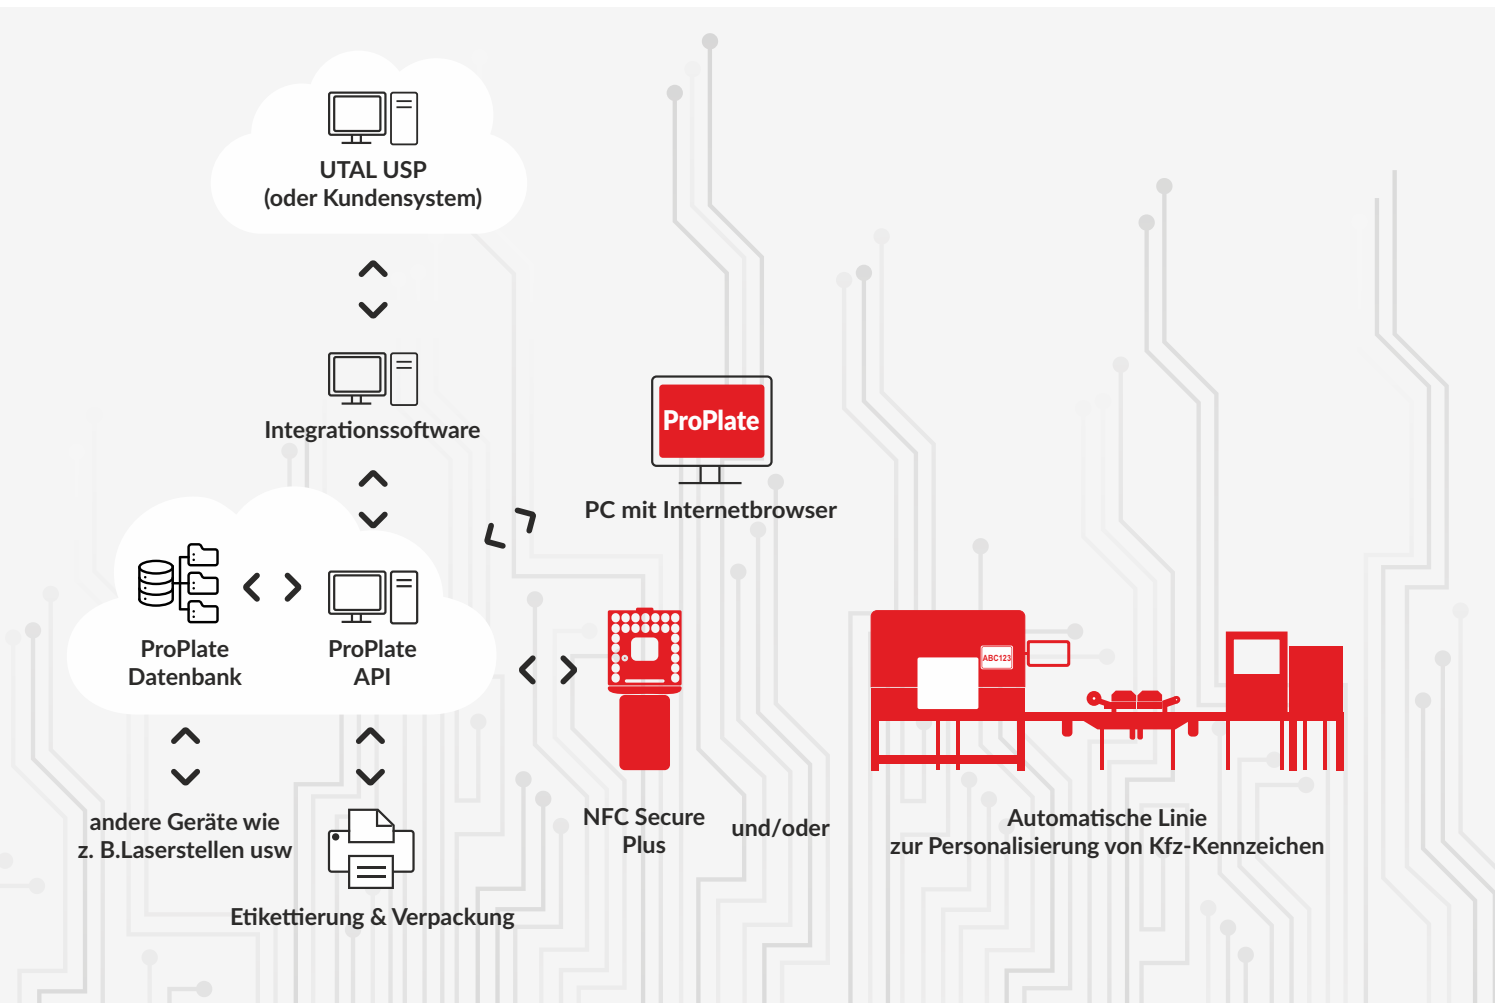 UTAL USP
(oder Kundensystem)
Integrationssoftware
ProPlate
PC mit Internetbrowser
ProPlate
Datenbank
ProPlate
API
ABC123
andere Geräte wie
z. B.Laserstellen usw
Etikettierung & Verpackung
NFC Secure
Plus
und/oder
Automatische Linie
zur Personalisierung von Kfz-Kennzeichen